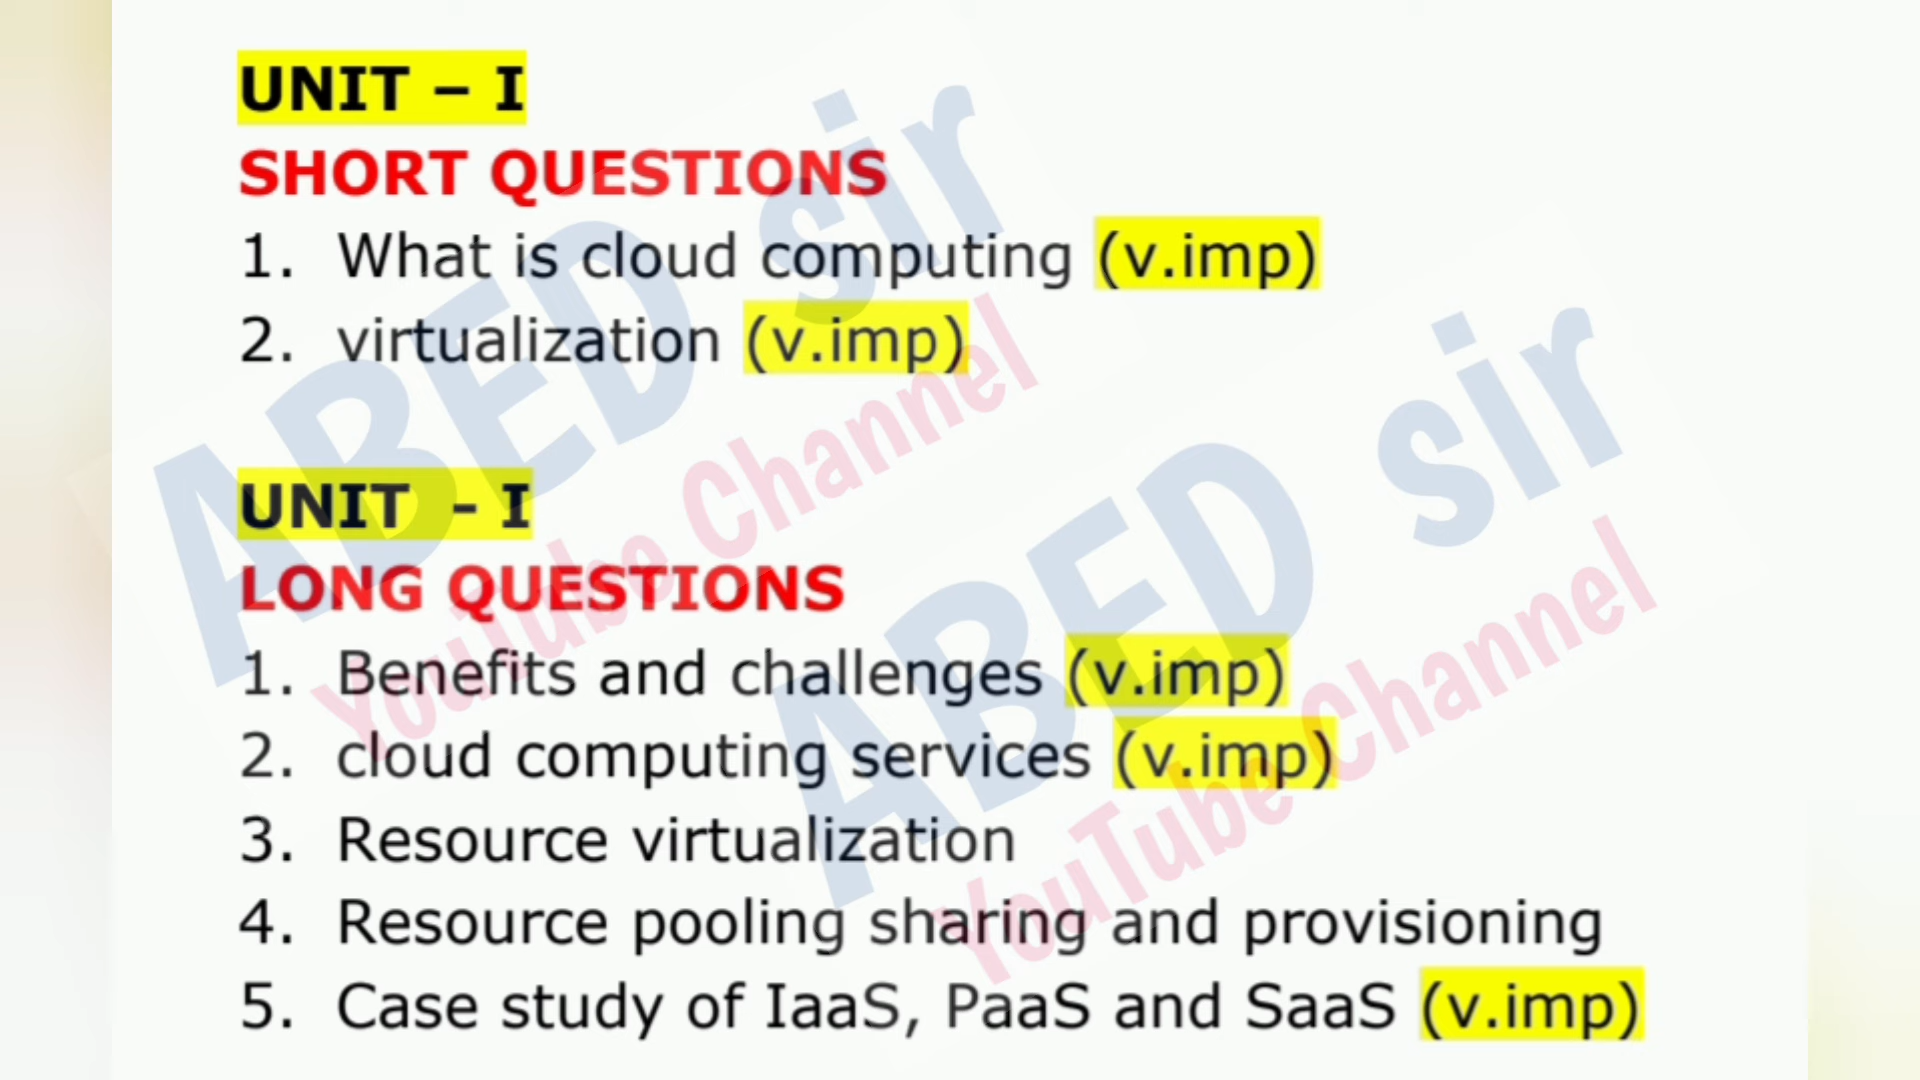 UNIT – I
SHORT QUESTIONS
1. What is cloud computing (v.imp)
2. virtualization (v.imp)
UNIT - I
LONG QUESTIONS
1. Benefits and challenges (v.imp)
2. cloud computing services (v.imp)
3. Resource virtualization
4. Resource pooling sharing and provisioning
5. Case study of IaaS, PaaS and SaaS (v.imp)
ABED sir
YouTube Channel
ABED sir
YouTube Channel